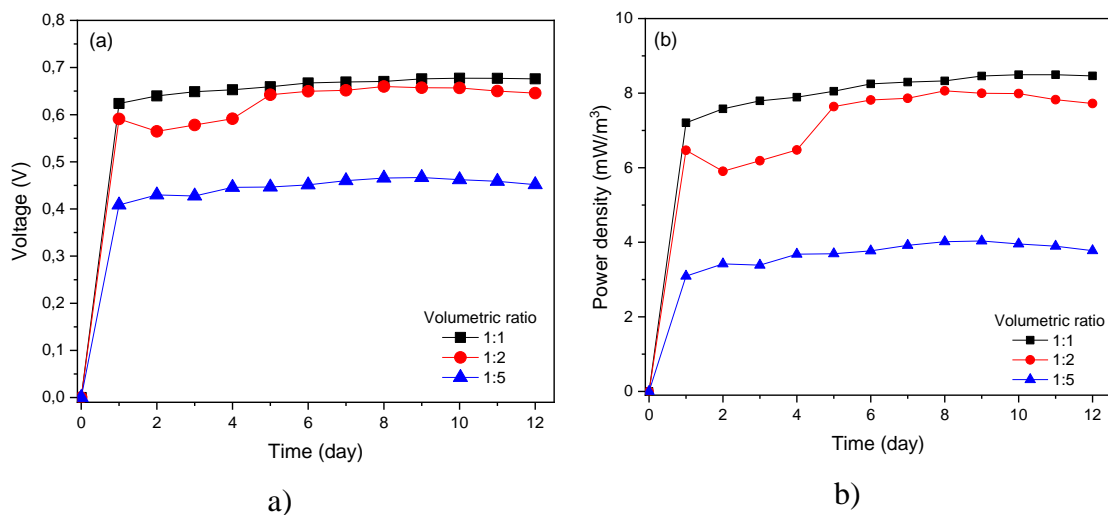 (a)
0,8
0,7
0,6
0,5
0,4
0,3
0,2
0,1
0,0
Voltage (V)
0 2 4 6 8 10 12
Time (day)
Volumetric ratio
1:1
1:2
1:5
a)
(b)
10
8
6
4
2
0
Power density (mW/m³)
0 2 4 6 8 10 12
Time (day)
Volumetric ratio
1:1
1:2
1:5
b)